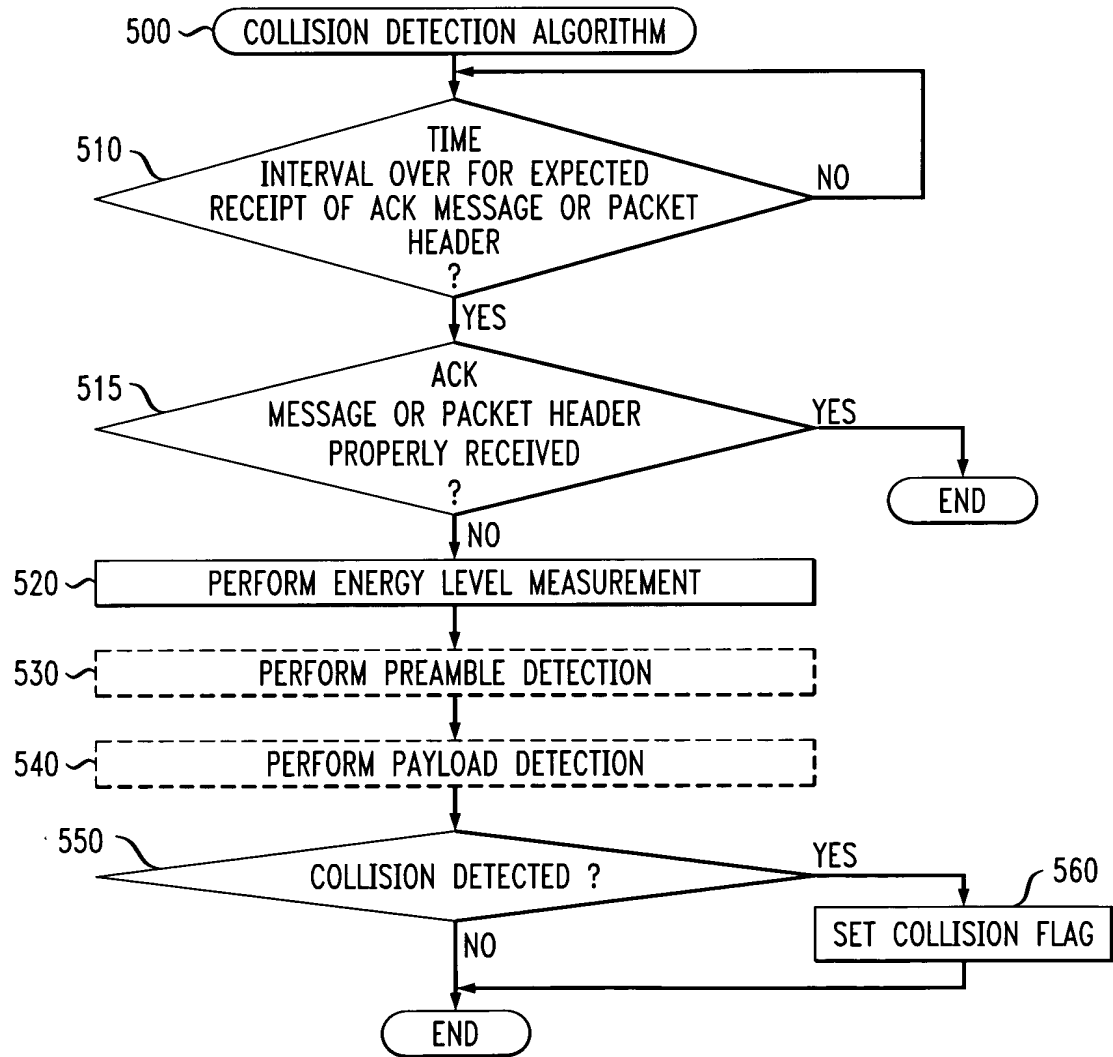 500
COLLISION DETECTION ALGORITHM
510
TIME
INTERVAL OVER FOR EXPECTED
RECEIPT OF ACK MESSAGE OR PACKET
HEADER
?
NO
YES
515
ACK
MESSAGE OR PACKET HEADER
PROPERLY RECEIVED
?
YES
END
NO
520
PERFORM ENERGY LEVEL MEASUREMENT
530
PERFORM PREAMBLE DETECTION
540
PERFORM PAYLOAD DETECTION
550
COLLISION DETECTED ?
YES
560
SET COLLISION FLAG
NO
END